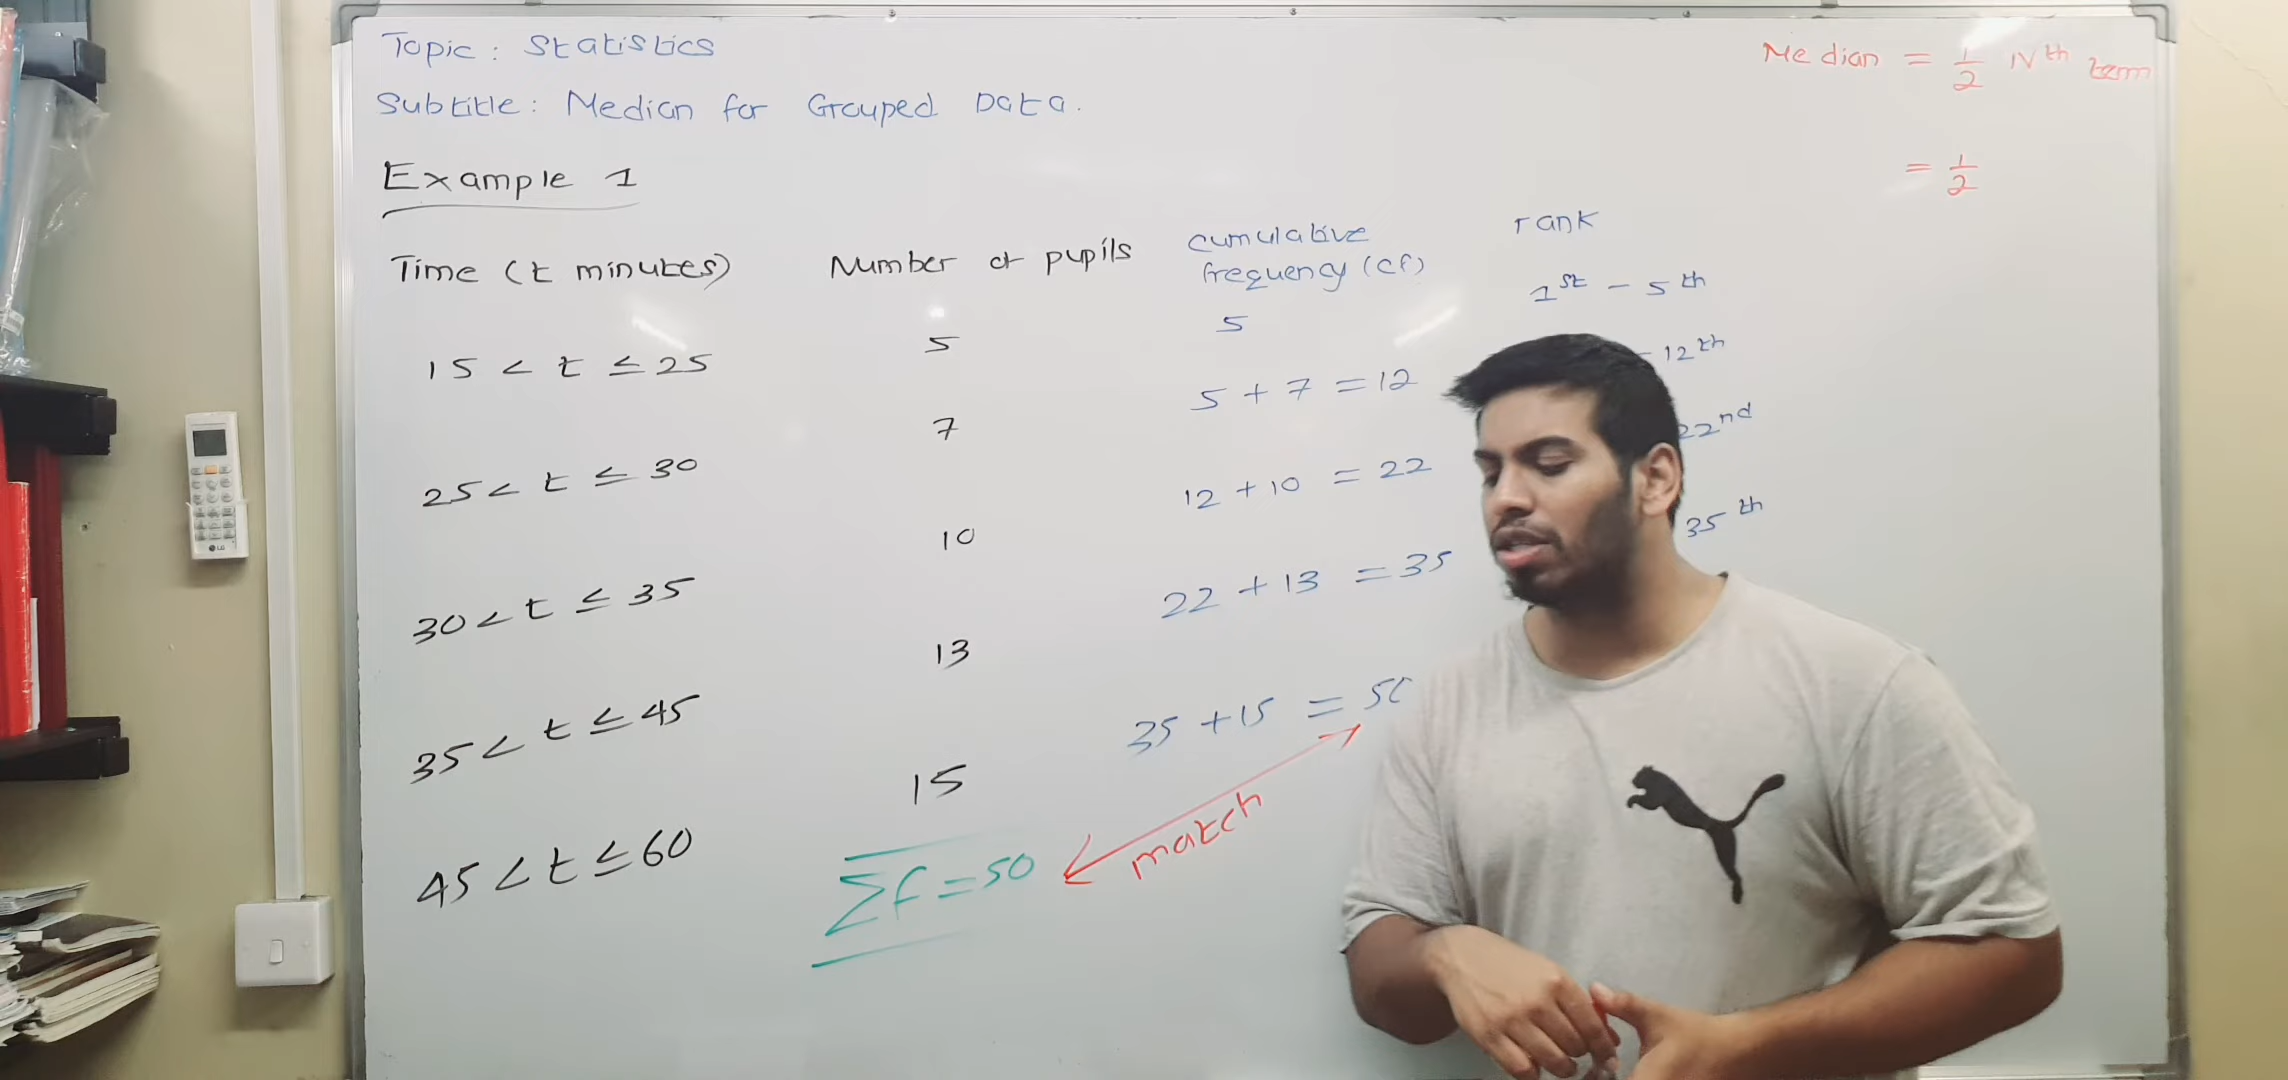 Topic: Statistics
Subtitle: Median for Grouped Data.
Example 1
Median = 1/2 Nth term
= 1/2
Time (t minutes)
Number of pupils
cumulative frequency (cf)
rank
15 < t ≤ 25
5
5
1st - 5th
25 < t ≤ 30
7
5 + 7 = 12
- 12th
30 < t ≤ 35
10
12 + 10 = 22
22nd
35 < t ≤ 45
13
22 + 13 = 35
35th
45 < t ≤ 60
15
35 + 15 = 50
Σf = 50
match
LG